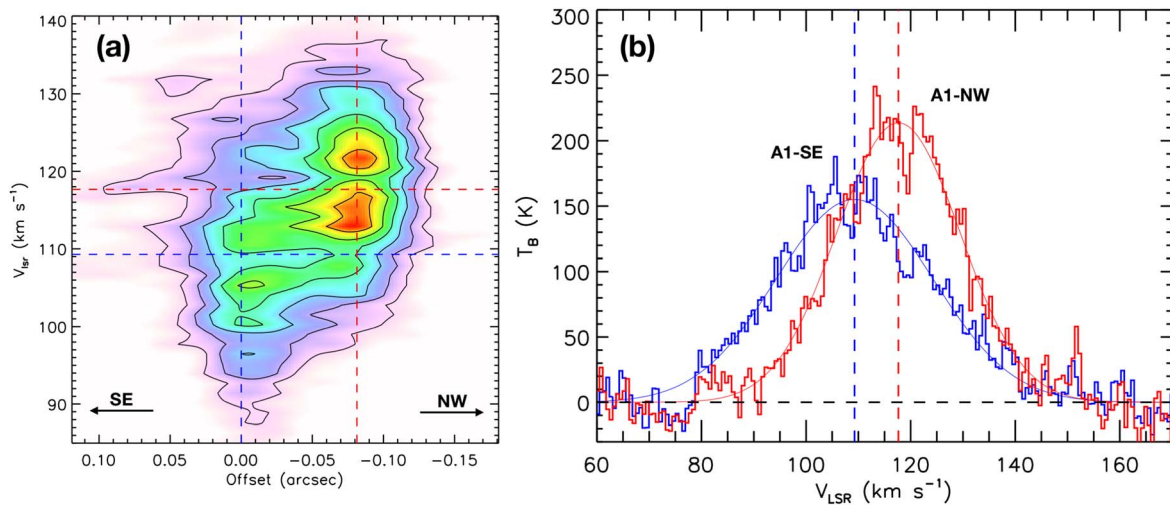 (a)
140
130
120
110
100
90
V_lsr (km s⁻¹)
SE
NW
0.10 0.05 0.00 -0.05 -0.10 -0.15
Offset (arcsec)
(b)
300
250
200
150
100
50
0
T_B (K)
A1-NW
A1-SE
60 80 100 120 140 160
V_LSR (km s⁻¹)